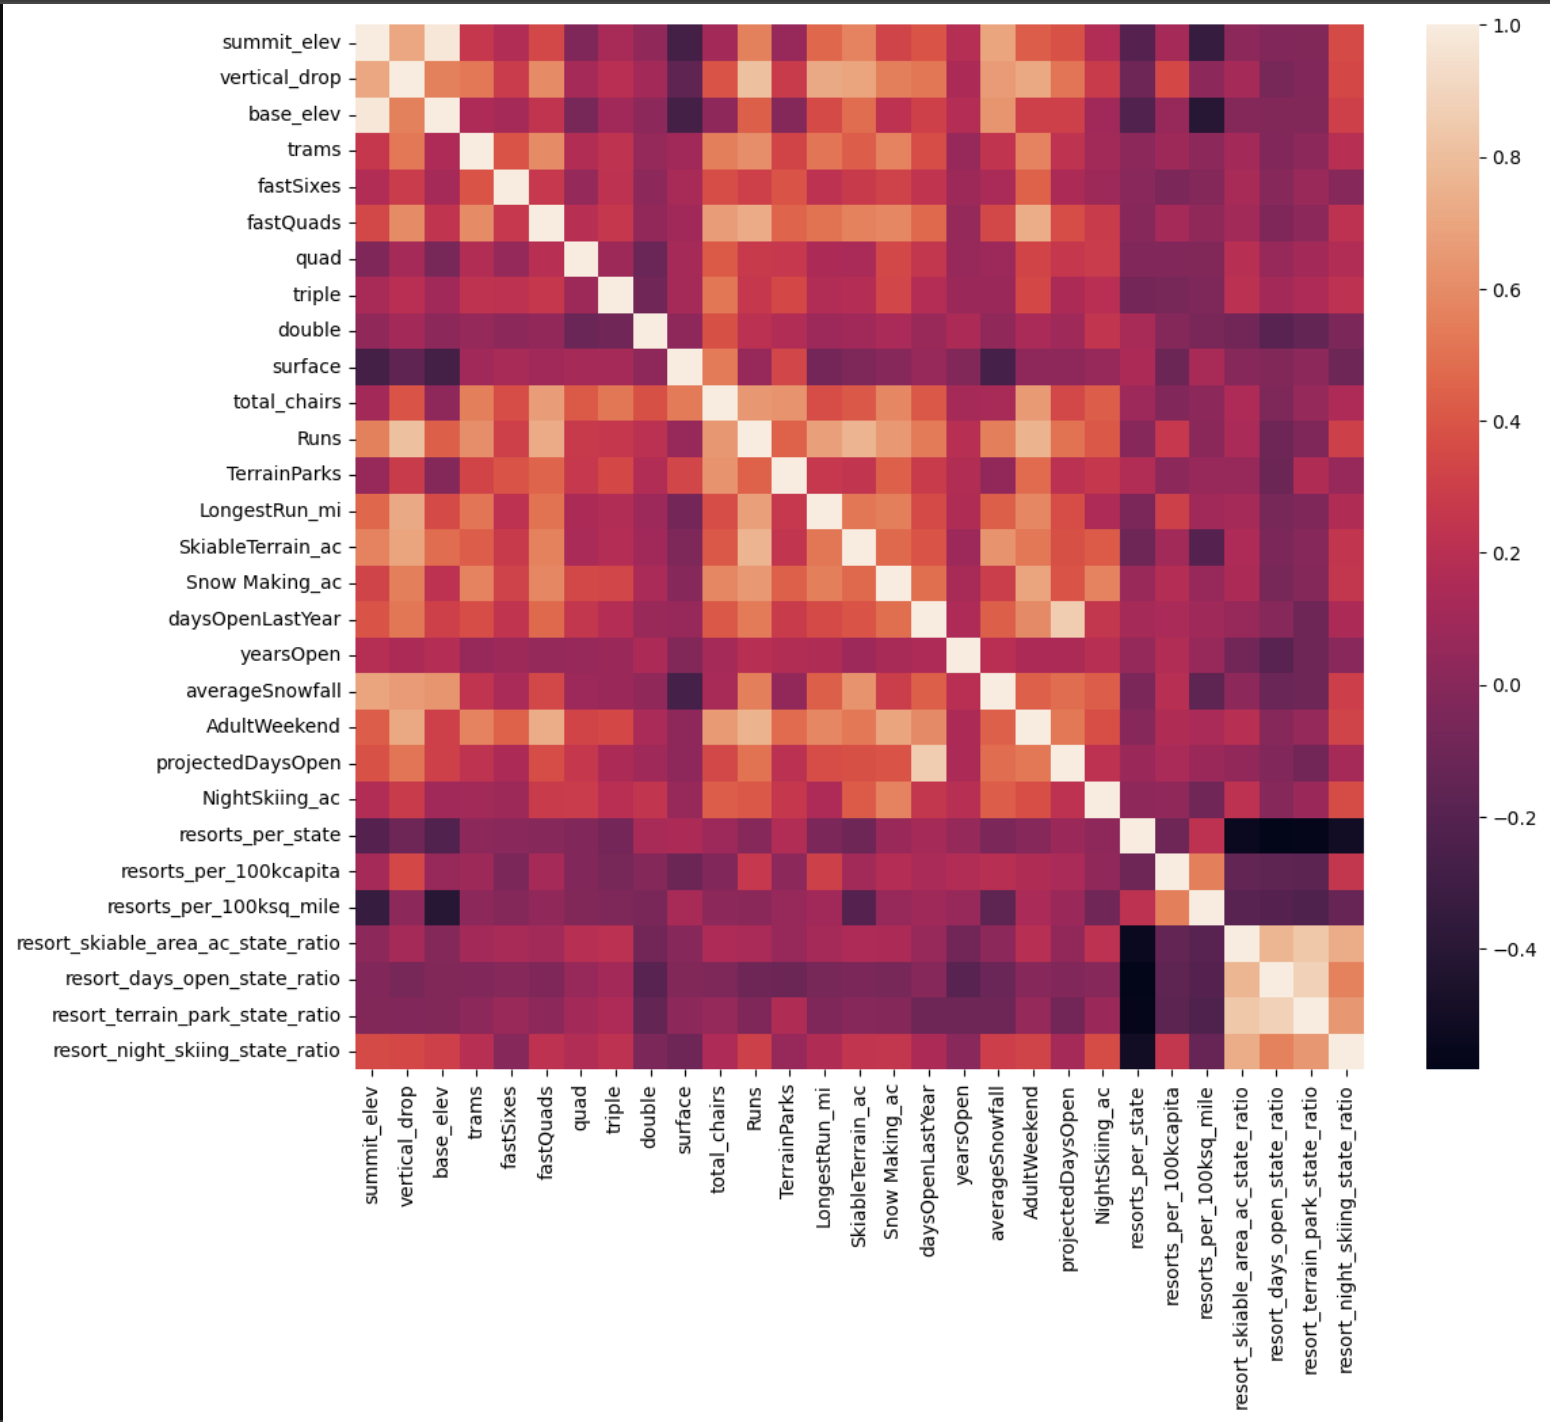 summit_elev
vertical_drop
base_elev
trams
fastSixes
fastQuads
quad
triple
double
surface
total_chairs
Runs
TerrainParks
LongestRun_mi
SkiableTerrain_ac
Snow Making_ac
daysOpenLastYear
yearsOpen
averageSnowfall
AdultWeekend
projectedDaysOpen
NightSkiing_ac
resorts_per_state
resorts_per_100kcapita
resorts_per_100ksq_mile
resort_skiable_area_ac_state_ratio
resort_days_open_state_ratio
resort_terrain_park_state_ratio
resort_night_skiing_state_ratio
summit_elev
vertical_drop
base_elev
trams
fastSixes
fastQuads
quad
triple
double
surface
total_chairs
Runs
TerrainParks
LongestRun_mi
SkiableTerrain_ac
Snow Making_ac
daysOpenLastYear
yearsOpen
averageSnowfall
AdultWeekend
projectedDaysOpen
NightSkiing_ac
resorts_per_state
resorts_per_100kcapita
resorts_per_100ksq_mile
resort_skiable_area_ac_state_ratio
resort_days_open_state_ratio
resort_terrain_park_state_ratio
resort_night_skiing_state_ratio
1.0
0.8
0.6
0.4
0.2
0.0
−0.2
−0.4